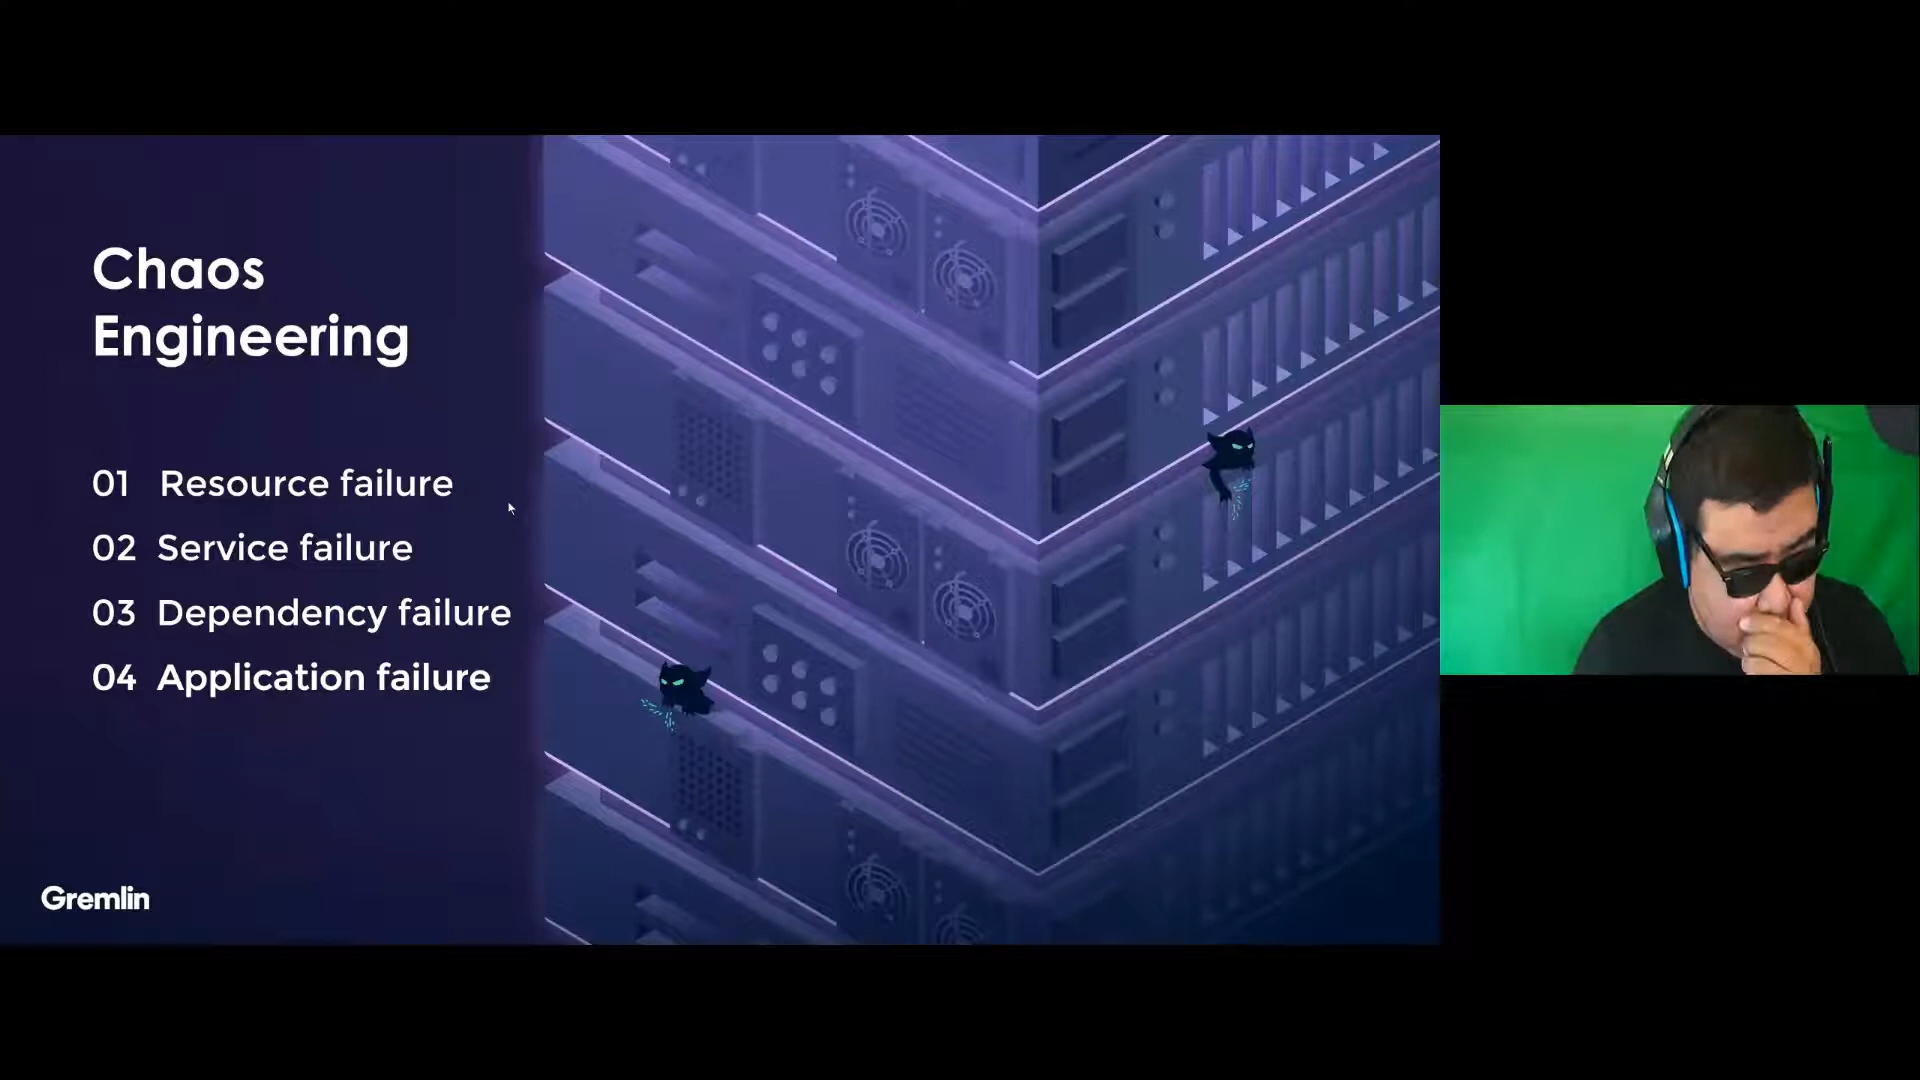 Chaos
Engineering
01 Resource failure
02 Service failure
03 Dependency failure
04 Application failure
Gremlin